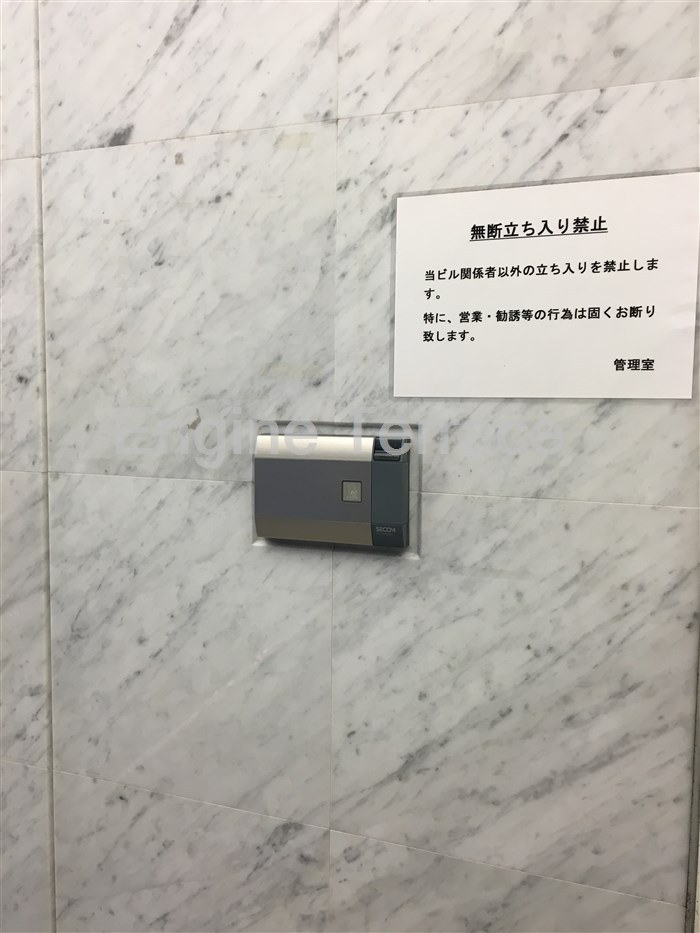 無断立ち入り禁止
当ビル関係者以外の立ち入りを禁止しま
す。
特に、営業・勧誘等の行為は固くお断り
致します。
管理室
Engine Terrace
SECOM